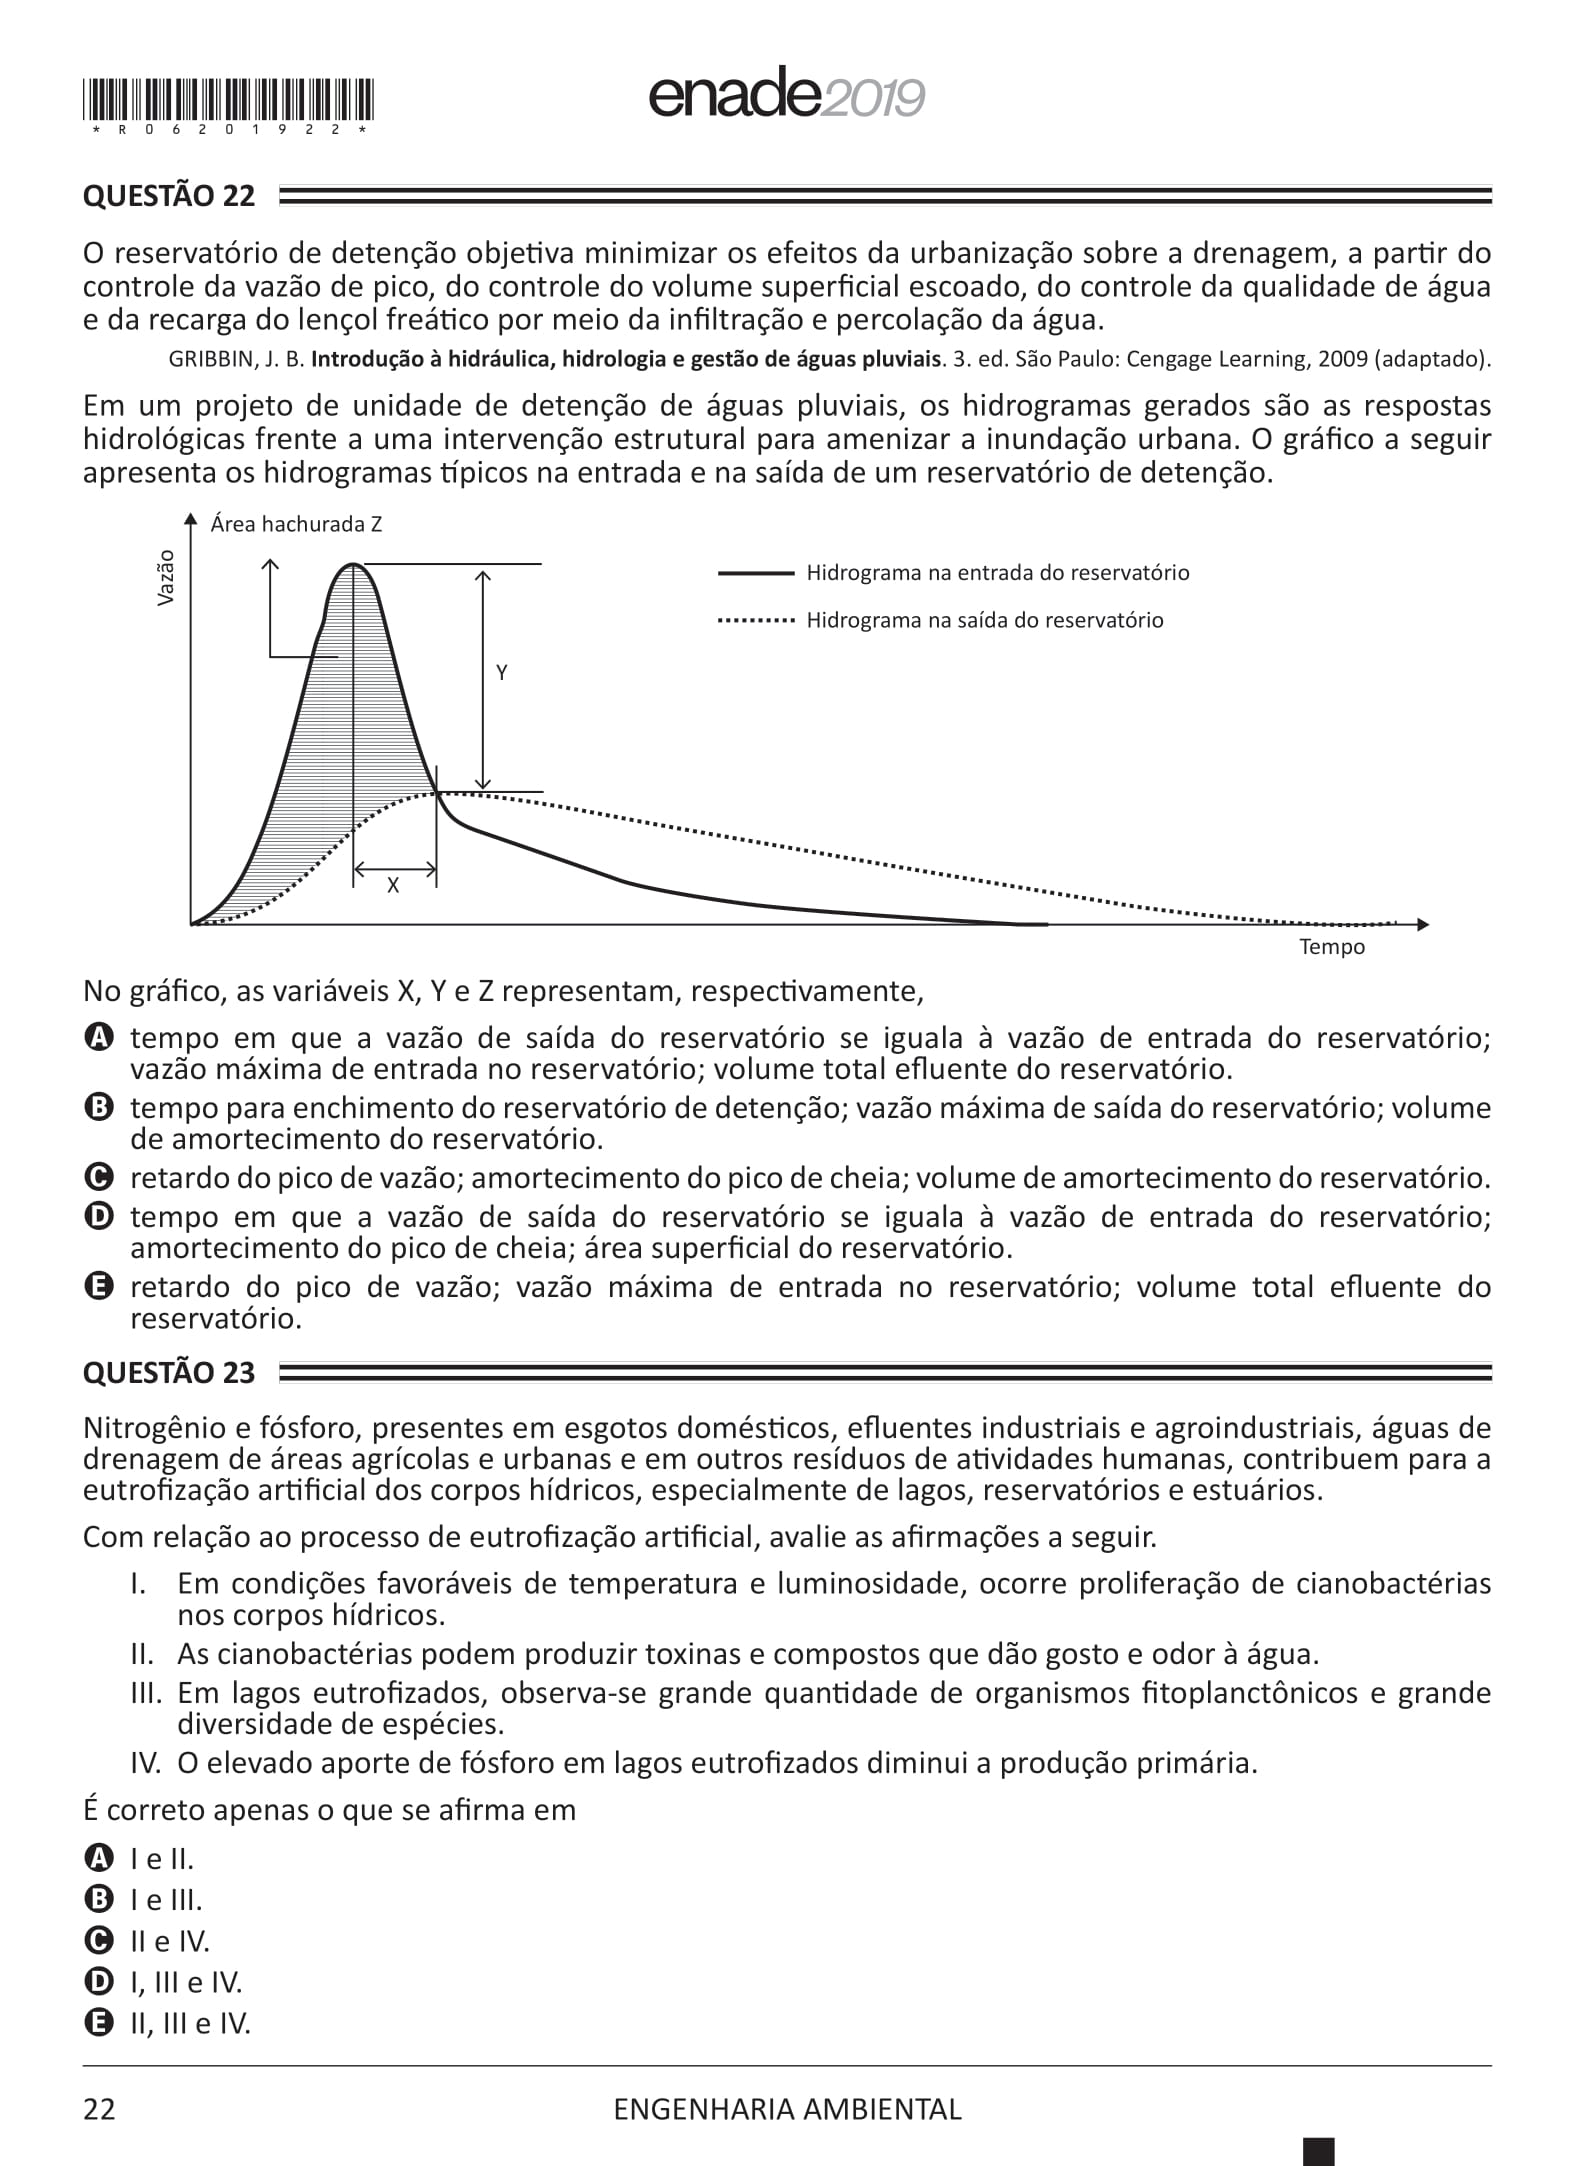 *R06201922*
enade2019
QUESTÃO 22
O reservatório de detenção objetiva minimizar os efeitos da urbanização sobre a drenagem, a partir do
controle da vazão de pico, do controle do volume superficial escoado, do controle da qualidade de água
e da recarga do lençol freático por meio da infiltração e percolação da água.
GRIBBIN, J. B. Introdução à hidráulica, hidrologia e gestão de águas pluviais. 3. ed. São Paulo: Cengage Learning, 2009 (adaptado).
Em um projeto de unidade de detenção de águas pluviais, os hidrogramas gerados são as respostas
hidrológicas frente a uma intervenção estrutural para amenizar a inundação urbana. O gráfico a seguir
apresenta os hidrogramas típicos na entrada e na saída de um reservatório de detenção.
Área hachurada Z
Vazão
Hidrograma na entrada do reservatório
Hidrograma na saída do reservatório
Y
X
Tempo
No gráfico, as variáveis X, Y e Z representam, respectivamente,
A tempo em que a vazão de saída do reservatório se iguala à vazão de entrada do reservatório;
vazão máxima de entrada no reservatório; volume total efluente do reservatório.
B tempo para enchimento do reservatório de detenção; vazão máxima de saída do reservatório; volume
de amortecimento do reservatório.
C retardo do pico de vazão; amortecimento do pico de cheia; volume de amortecimento do reservatório.
D tempo em que a vazão de saída do reservatório se iguala à vazão de entrada do reservatório;
amortecimento do pico de cheia; área superficial do reservatório.
E retardo do pico de vazão; vazão máxima de entrada no reservatório; volume total efluente do
reservatório.
QUESTÃO 23
Nitrogênio e fósforo, presentes em esgotos domésticos, efluentes industriais e agroindustriais, águas de
drenagem de áreas agrícolas e urbanas e em outros resíduos de atividades humanas, contribuem para a
eutrofização artificial dos corpos hídricos, especialmente de lagos, reservatórios e estuários.
Com relação ao processo de eutrofização artificial, avalie as afirmações a seguir.
I. Em condições favoráveis de temperatura e luminosidade, ocorre proliferação de cianobactérias
nos corpos hídricos.
II. As cianobactérias podem produzir toxinas e compostos que dão gosto e odor à água.
III. Em lagos eutrofizados, observa-se grande quantidade de organismos fitoplanctônicos e grande
diversidade de espécies.
IV. O elevado aporte de fósforo em lagos eutrofizados diminui a produção primária.
É correto apenas o que se afirma em
A I e II.
B I e III.
C II e IV.
D I, III e IV.
E II, III e IV.
22
ENGENHARIA AMBIENTAL